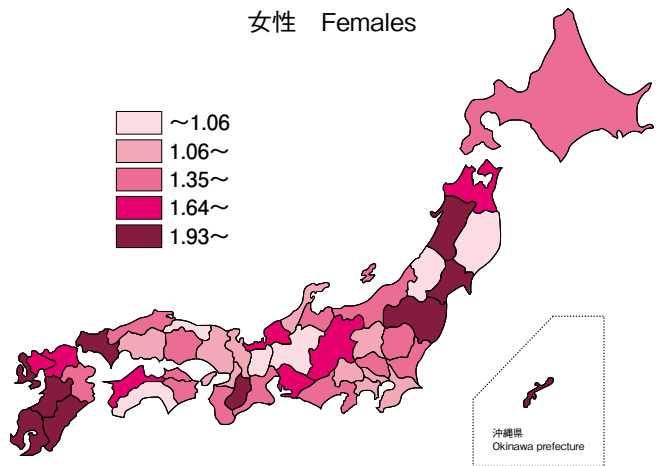 女性 Females
～1.06
1.06～
1.35～
1.64～
1.93～
沖縄県
Okinawa prefecture